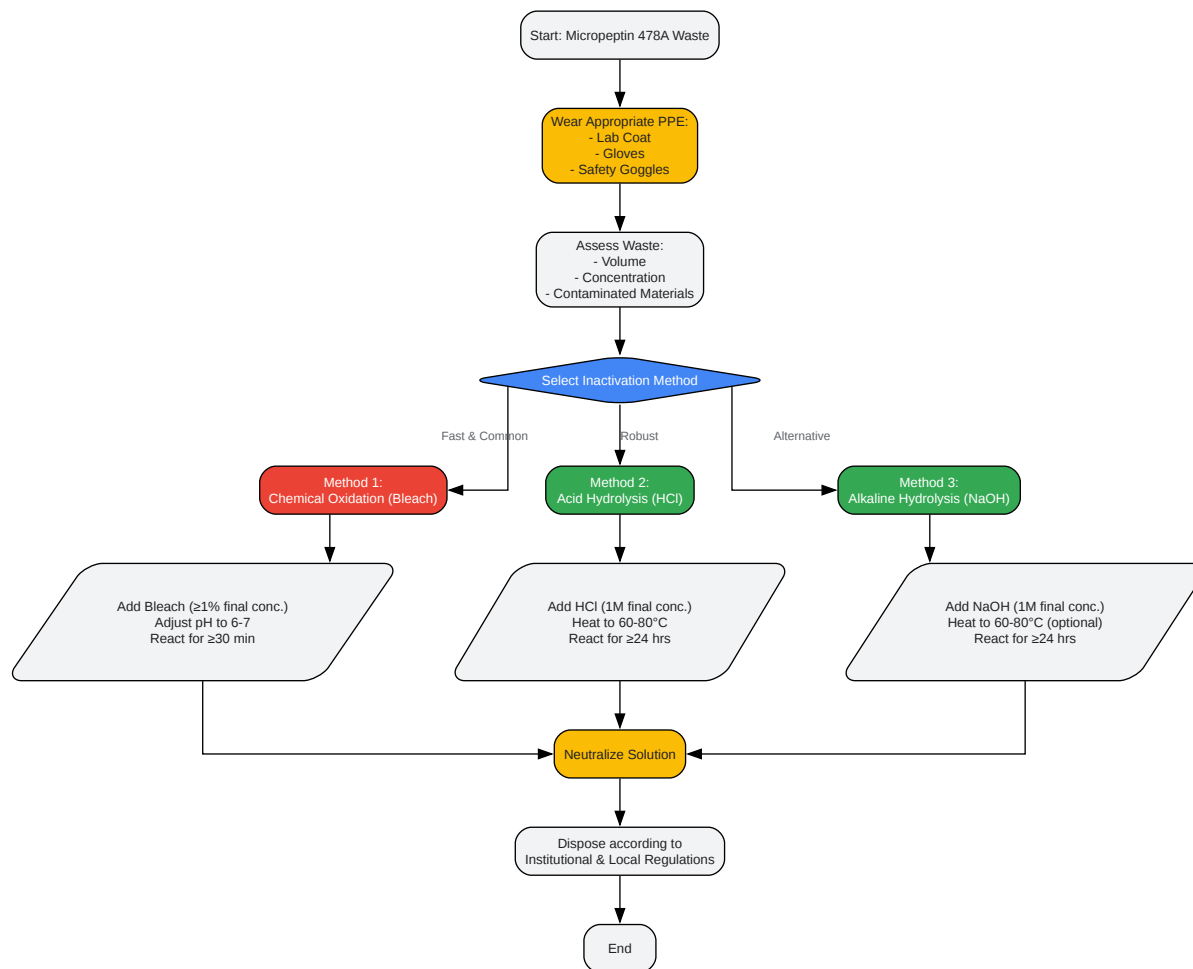 Start: Micropeptin 478A Waste
Wear Appropriate PPE:
- Lab Coat
- Gloves
- Safety Goggles
Assess Waste:
- Volume
- Concentration
- Contaminated Materials
Select Inactivation Method
Fast & Common
Robust
Alternative
Method 1:
Chemical Oxidation (Bleach)
Method 2:
Acid Hydrolysis (HCl)
Method 3:
Alkaline Hydrolysis (NaOH)
Add Bleach (≥1% final conc.)
Adjust pH to 6-7
React for ≥30 min
Add HCl (1M final conc.)
Heat to 60-80°C
React for ≥24 hrs
Add NaOH (1M final conc.)
Heat to 60-80°C (optional)
React for ≥24 hrs
Neutralize Solution
Dispose according to
Institutional & Local Regulations
End